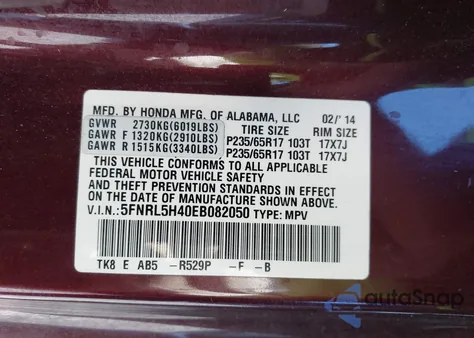 MFD. BY HONDA MFG. OF ALABAMA, LLC 02/'14
GVWR 2730KG(6019LBS) TIRE SIZE RIM SIZE
GAWR F 1320KG(2910LBS) P235/65R17 103T 17X7J
GAWR R 1515KG(3340LBS) P235/65R17 103T 17X7J
THIS VEHICLE CONFORMS TO ALL APPLICABLE
FEDERAL MOTOR VEHICLE SAFETY
AND THEFT PREVENTION STANDARDS IN EFFECT
ON THE DATE OF MANUFACTURE SHOWN ABOVE.
V.I.N.:5FNRL5H40EB082050 TYPE: MPV
TK8 E AB5 -R529P -F -B
autoSnap